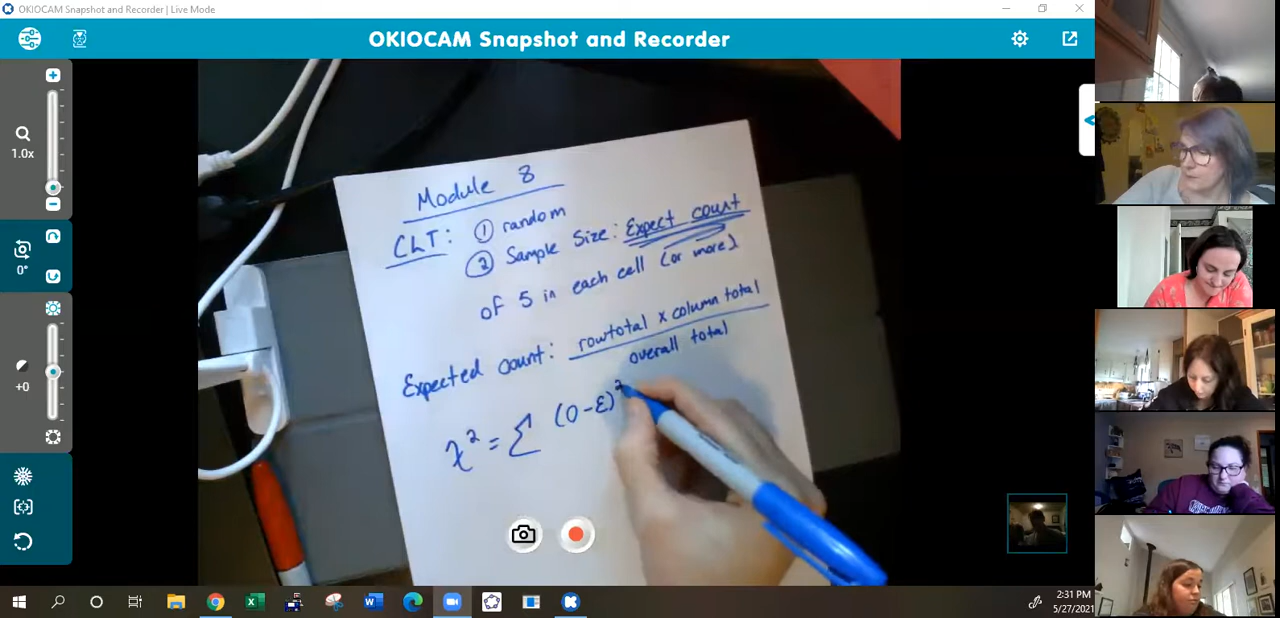 OKIOCAM Snapshot and Recorder | Live Mode
OKIOCAM Snapshot and Recorder
1.0x
0°
+0
Module 8
CLT: ① random
② Sample Size: Expect count
of 5 in each cell (or more)
Expected count: rowtotal x column total
overall total
χ² = Σ (O-E)²
2:31 PM
5/27/2021